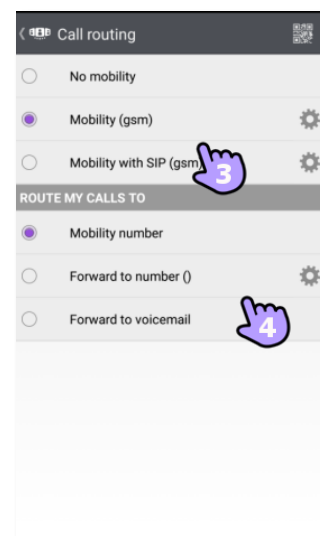 Call routing
No mobility
Mobility (gsm)
Mobility with SIP (gsm)
3
ROUTE MY CALLS TO
Mobility number
Forward to number ()
Forward to voicemail
4